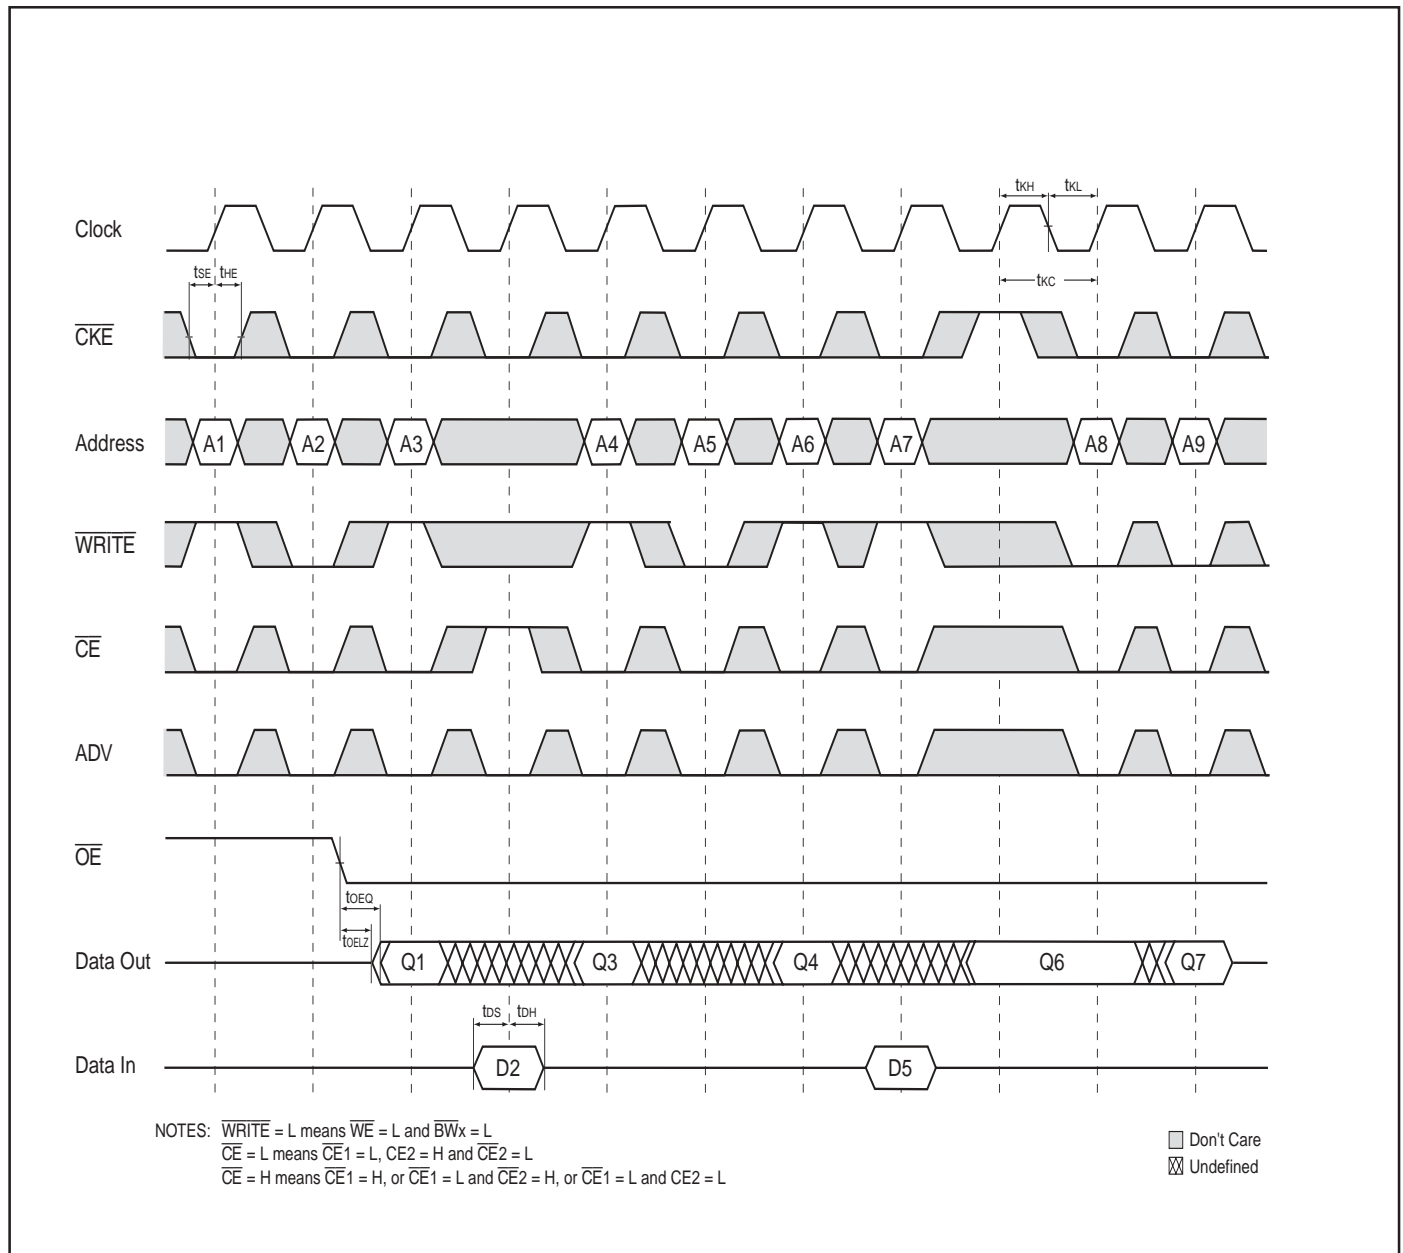 tKH tKL
Clock
tSE tHE
tKC
CKE
Address A1 A2 A3 A4 A5 A6 A7 A8 A9
WRITE
CE
ADV
OE
tOEQ
tOELZ
Data Out Q1 Q3 Q4 Q6 Q7
tDS tDH
Data In D2 D5
NOTES: WRITE = L means WE = L and BWx = L
CE = L means CE1 = L, CE2 = H and CE2 = L
CE = H means CE1 = H, or CE1 = L and CE2 = H, or CE1 = L and CE2 = L
Don't Care
Undefined